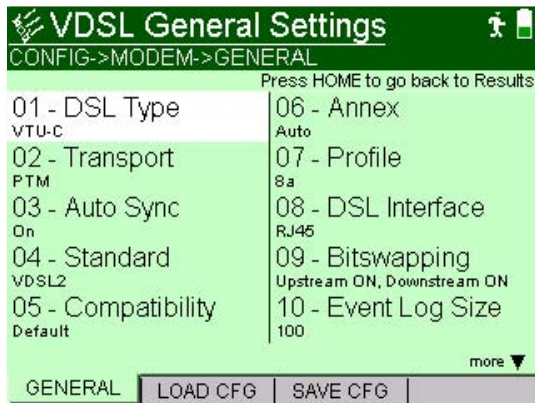 VDSL General Settings
CONFIG->MODEM->GENERAL
Press HOME to go back to Results
01 - DSL Type
VTU-C
02 - Transport
PTM
03 - Auto Sync
On
04 - Standard
VDSL2
05 - Compatibility
Default
06 - Annex
Auto
07 - Profile
8a
08 - DSL Interface
RJ45
09 - Bitswapping
Upstream ON, Downstream ON
10 - Event Log Size
100
more ▼
GENERAL LOAD CFG SAVE CFG